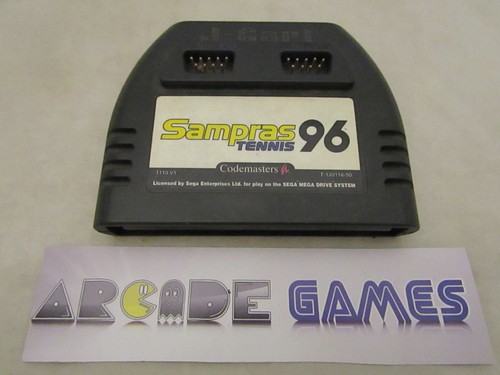 J-Cart
Sampras
TENNIS 96
Codemasters
T-120116-50
Licensed by Sega Enterprises Ltd. for play on the SEGA MEGA DRIVE SYSTEM
ARCADE GAMES